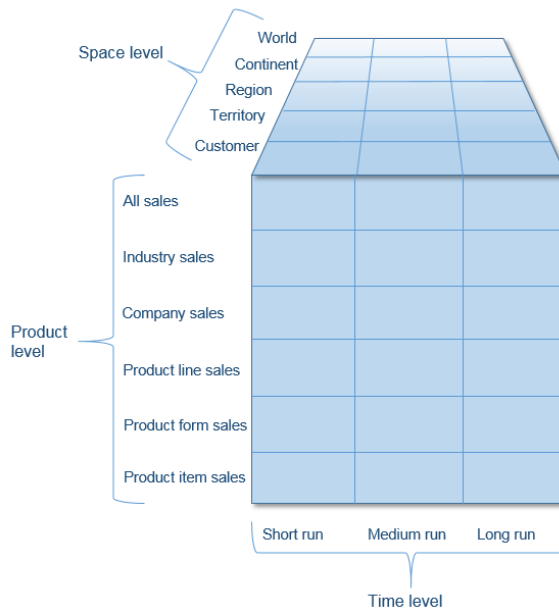 World
Space level
Continent
Region
Territory
Customer
All sales
Industry sales
Company sales
Product
level
Product line sales
Product form sales
Product item sales
Short run Medium run Long run
Time level